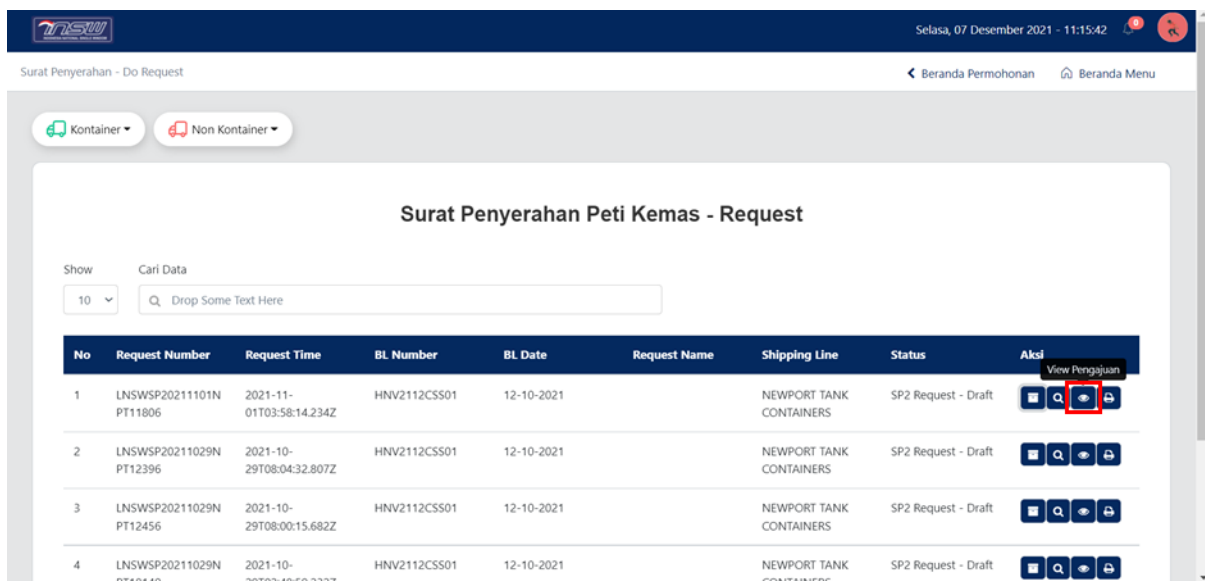 INSW
Selasa, 07 Desember 2021 - 11:15:42
0
Surat Penyerahan - Do Request
Beranda Permohonan
Beranda Menu
Kontainer
Non Kontainer
Surat Penyerahan Peti Kemas - Request
Show
Cari Data
10
Drop Some Text Here
No Request Number Request Time BL Number BL Date Request Name Shipping Line Status Aksi
View Pengajuan
1 LNSWSP20211101N 2021-11- HNV2112CSS01 12-10-2021 NEWPORT TANK SP2 Request - Draft
PT11806 01T03:58:14.234Z CONTAINERS
2 LNSWSP20211029N 2021-10- HNV2112CSS01 12-10-2021 NEWPORT TANK SP2 Request - Draft
PT12396 29T08:04:32.807Z CONTAINERS
3 LNSWSP20211029N 2021-10- HNV2112CSS01 12-10-2021 NEWPORT TANK SP2 Request - Draft
PT12456 29T08:00:15.682Z CONTAINERS
4 LNSWSP20211029N 2021-10- HNV2112CSS01 12-10-2021 NEWPORT TANK SP2 Request - Draft